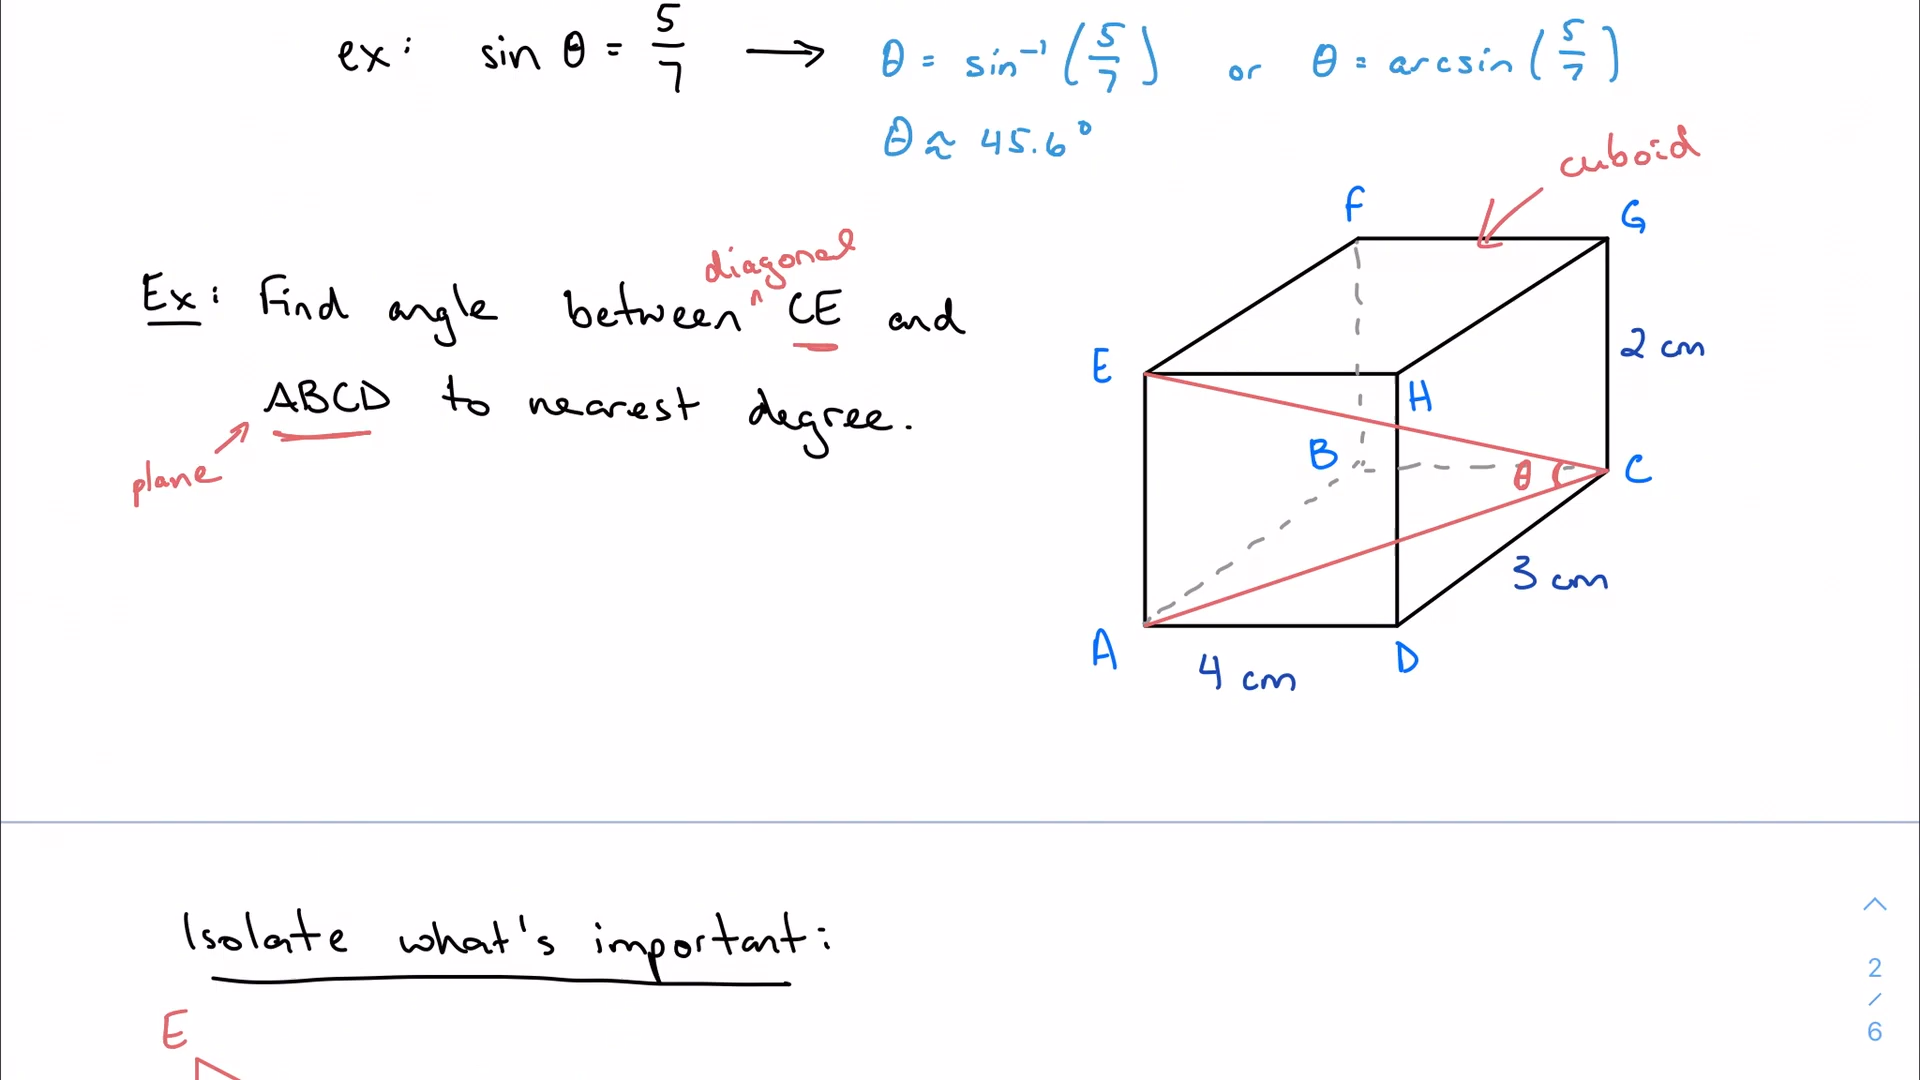 ex: sin θ = 5/7 → θ = sin⁻¹(5/7) or θ = arcsin(5/7)
θ ≈ 45.6°
cuboid
Ex: Find angle between diagonal CE and
ABCD to nearest degree.
plane
F
G
E
H
2 cm
B
θ
C
3 cm
A
D
4 cm
Isolate what's important:
E
2
/
6